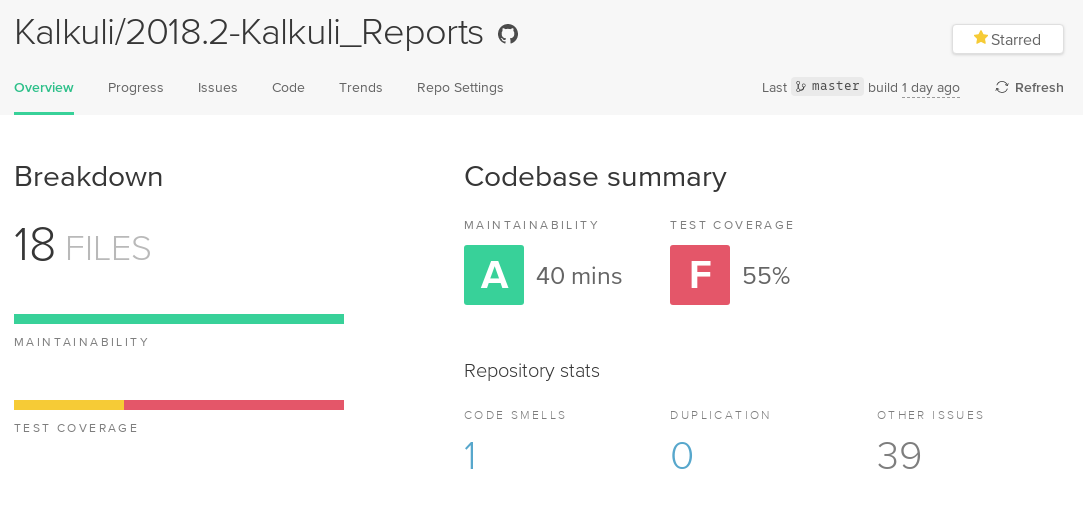 Kalkuli/2018.2-Kalkuli_Reports
Starred
Overview Progress Issues Code Trends Repo Settings
Last master build 1 day ago Refresh
Breakdown
18 FILES
MAINTAINABILITY
TEST COVERAGE
Codebase summary
MAINTAINABILITY TEST COVERAGE
A 40 mins F 55%
Repository stats
CODE SMELLS DUPLICATION OTHER ISSUES
1 0 39